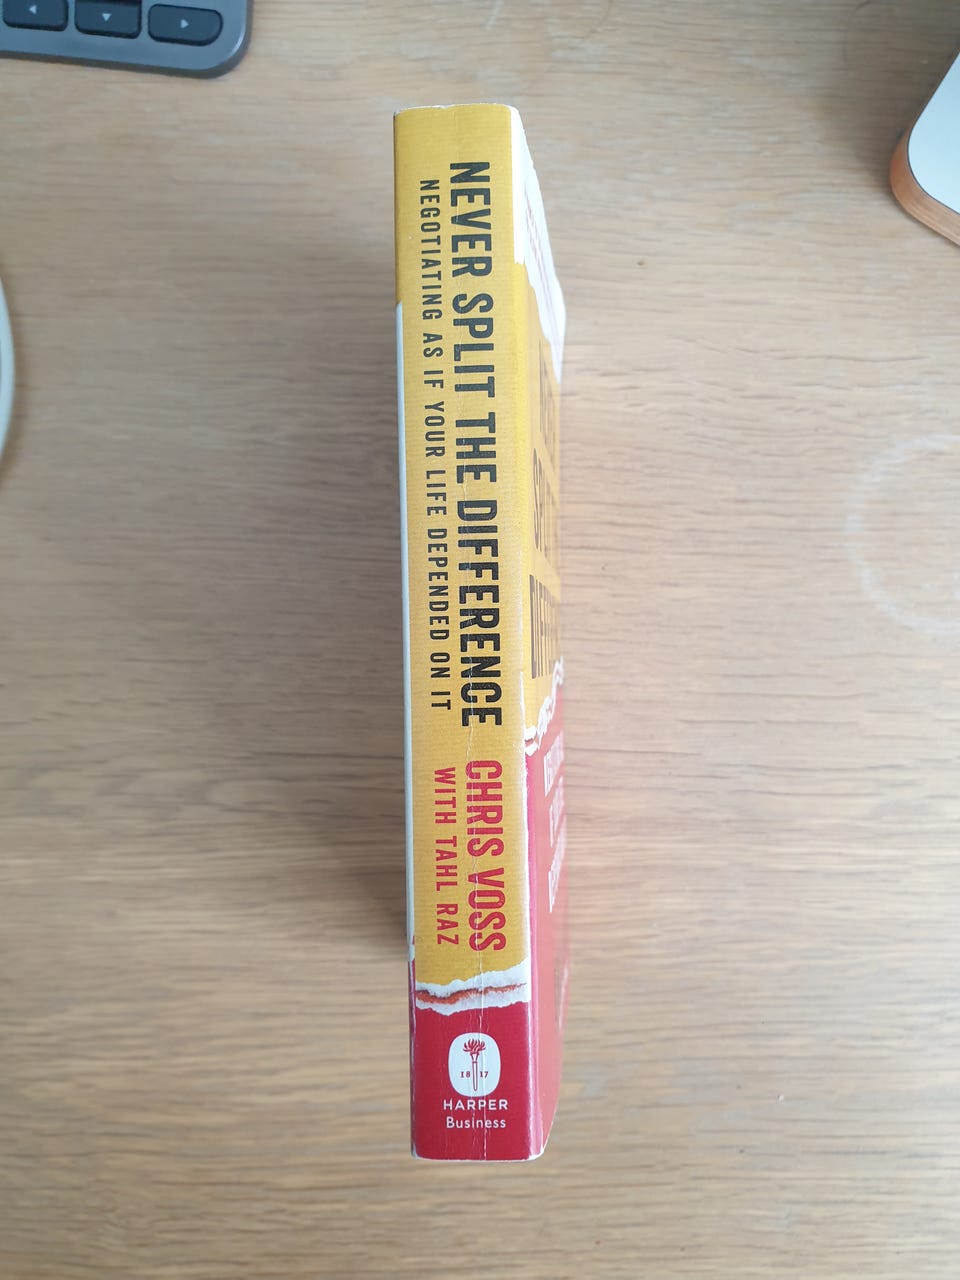 NEVER SPLIT THE DIFFERENCE
NEGOTIATING AS IF YOUR LIFE DEPENDED ON IT
CHRIS VOSS
WITH TAHL RAZ
18 17
HARPER
Business